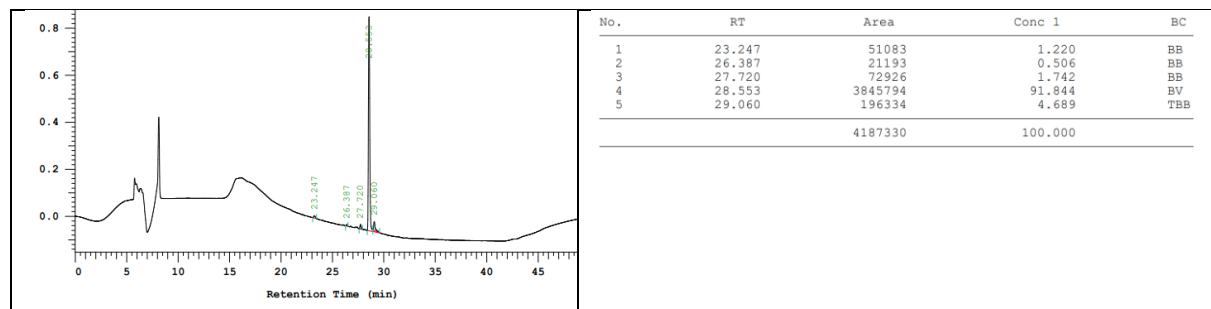 0.8
0.6
0.4
0.2
0.0
23.247
26.387
27.720
28.553
29.060
0 5 10 15 20 25 30 35 40 45
Retention Time (min)
No. RT Area Conc 1 BC
1 23.247 51083 1.220 BB
2 26.387 21193 0.506 BB
3 27.720 72926 1.742 BB
4 28.553 3845794 91.844 BV
5 29.060 196334 4.689 TBB
4187330 100.000